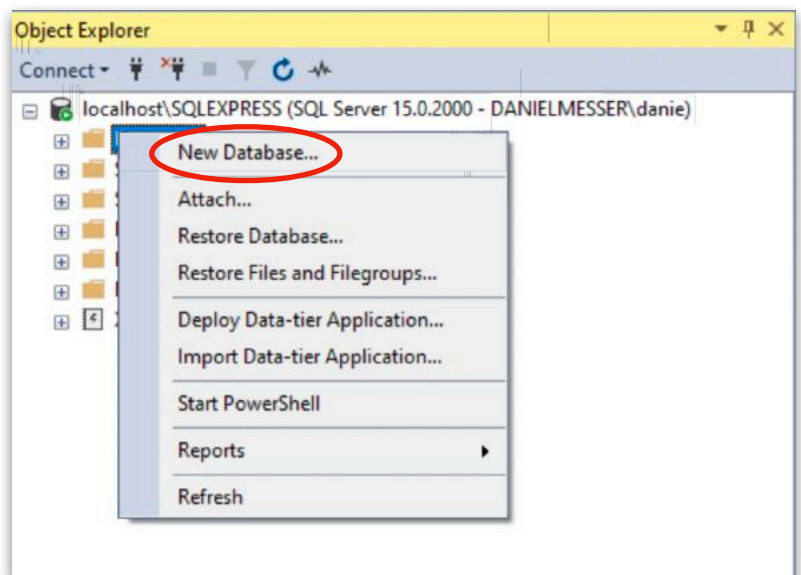 Object Explorer
Connect
localhost\SQLEXPRESS (SQL Server 15.0.2000 - DANIELMESSER\danie)
New Database...
Attach...
Restore Database...
Restore Files and Filegroups...
Deploy Data-tier Application...
Import Data-tier Application...
Start PowerShell
Reports
Refresh